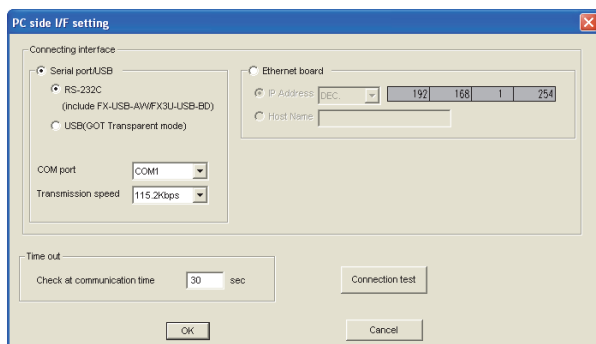 PC side I/F setting
Connecting interface
Serial port/USB
RS-232C
(include FX-USB-AW/FX3U-USB-BD)
USB(GOT Transparent mode)
COM port
COM1
Transmission speed
115.2Kbps
Ethernet board
IP Address
DEC.
192 168 1 254
Host Name
Time out
Check at communication time
30
sec
Connection test
OK
Cancel